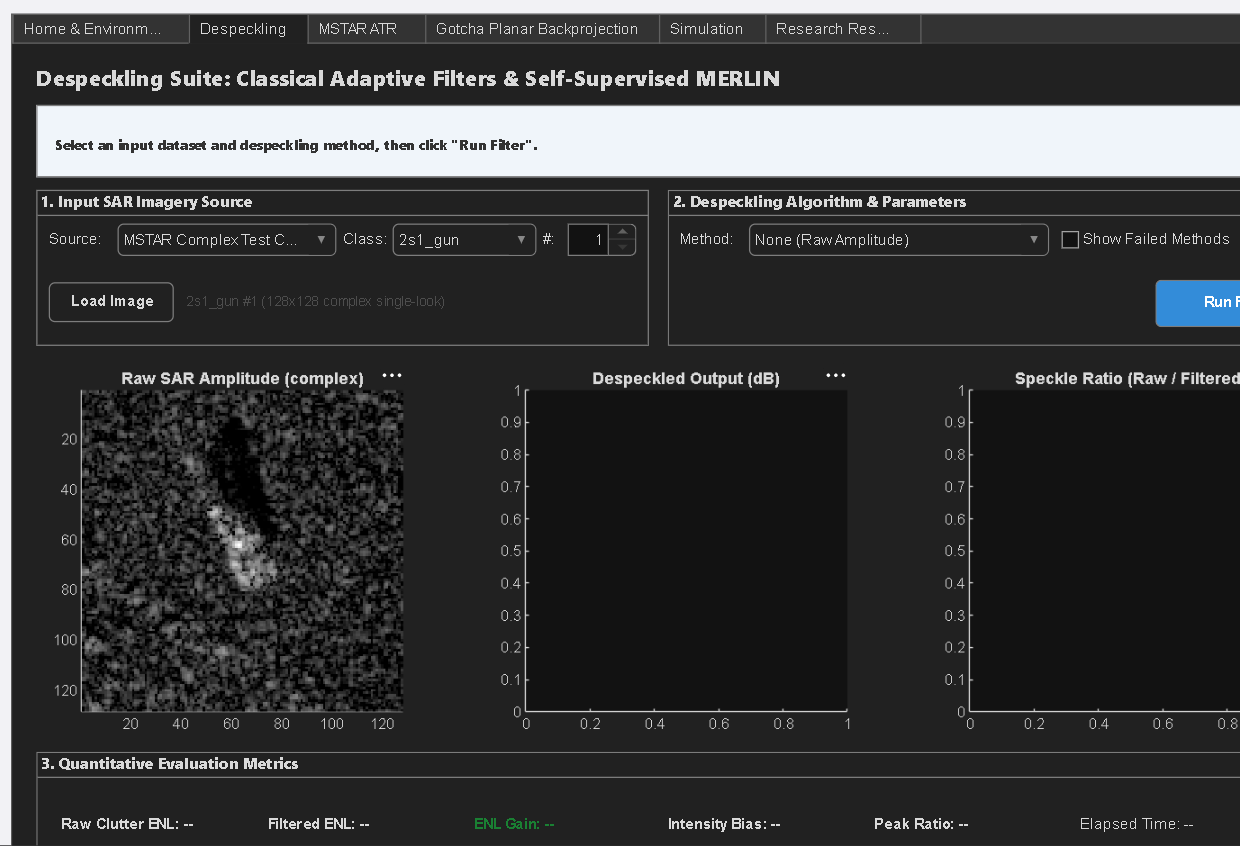 Home & Environm... Despeckling MSTAR ATR Gotcha Planar Backprojection Simulation Research Res...
Despeckling Suite: Classical Adaptive Filters & Self-Supervised MERLIN
Select an input dataset and despeckling method, then click "Run Filter".
1. Input SAR Imagery Source
Source: MSTAR Complex Test C... Class: 2s1_gun #: 1
Load Image 2s1_gun #1 (128x128 complex single-look)
2. Despeckling Algorithm & Parameters
Method: None (Raw Amplitude) Show Failed Methods
Run F
Raw SAR Amplitude (complex)
20
40
60
80
100
120
20 40 60 80 100 120
Despeckled Output (dB)
1
0.9
0.8
0.7
0.6
0.5
0.4
0.3
0.2
0.1
0
0 0.2 0.4 0.6 0.8 1
Speckle Ratio (Raw / Filtered
1
0.9
0.8
0.7
0.6
0.5
0.4
0.3
0.2
0.1
0
0 0.2 0.4 0.6 0.8
3. Quantitative Evaluation Metrics
Raw Clutter ENL: -- Filtered ENL: -- ENL Gain: -- Intensity Bias: -- Peak Ratio: -- Elapsed Time: --